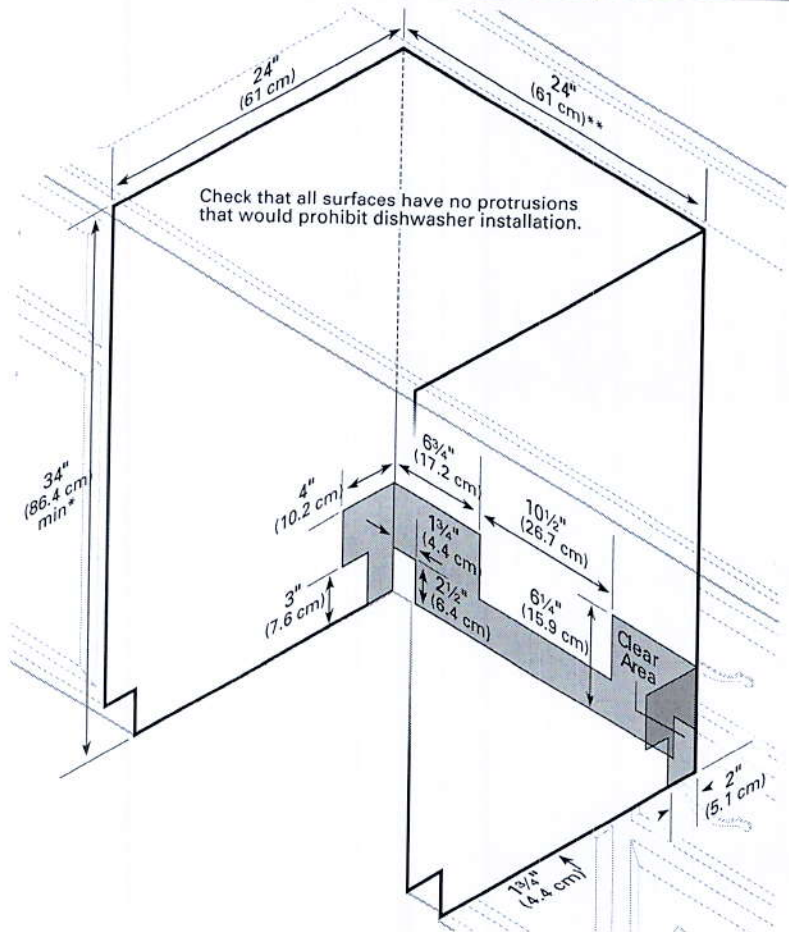 24"
(61 cm)
24"
(61 cm)**
Check that all surfaces have no protrusions
that would prohibit dishwasher installation.
34"
(86.4 cm)
min*
4"
(10.2 cm)
6¾"
(17.2 cm)
1¾"
(4.4 cm)
10½"
(26.7 cm)
3"
(7.6 cm)
2½"
(6.4 cm)
6¼"
(15.9 cm)
Clear
Area
2"
(5.1 cm)
1¾"
(4.4 cm)